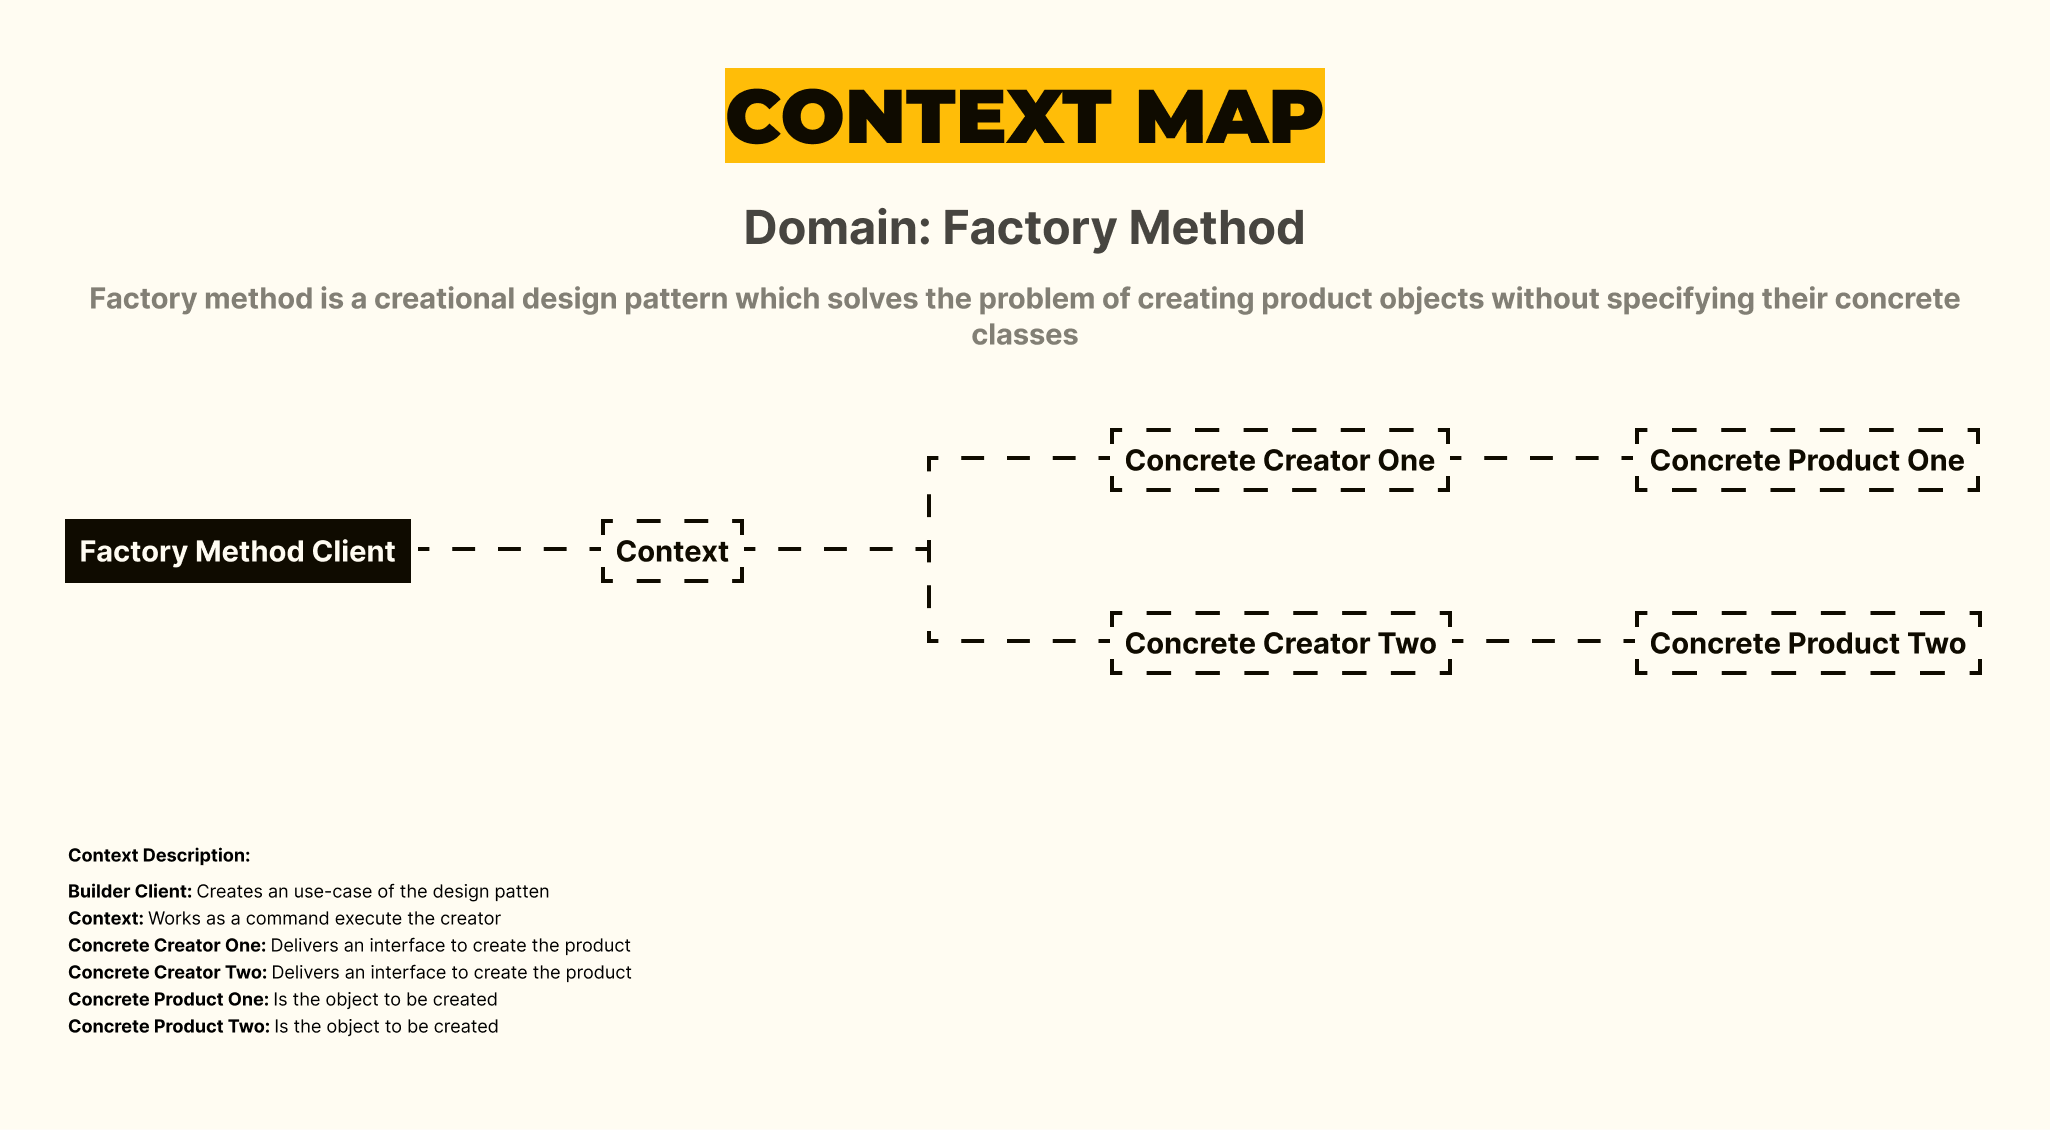 CONTEXT MAP
Domain: Factory Method
Factory method is a creational design pattern which solves the problem of creating product objects without specifying their concrete
classes
Concrete Creator One
Concrete Product One
Factory Method Client
Context
Concrete Creator Two
Concrete Product Two
Context Description:
Builder Client: Creates an use-case of the design patten
Context: Works as a command execute the creator
Concrete Creator One: Delivers an interface to create the product
Concrete Creator Two: Delivers an interface to create the product
Concrete Product One: Is the object to be created
Concrete Product Two: Is the object to be created